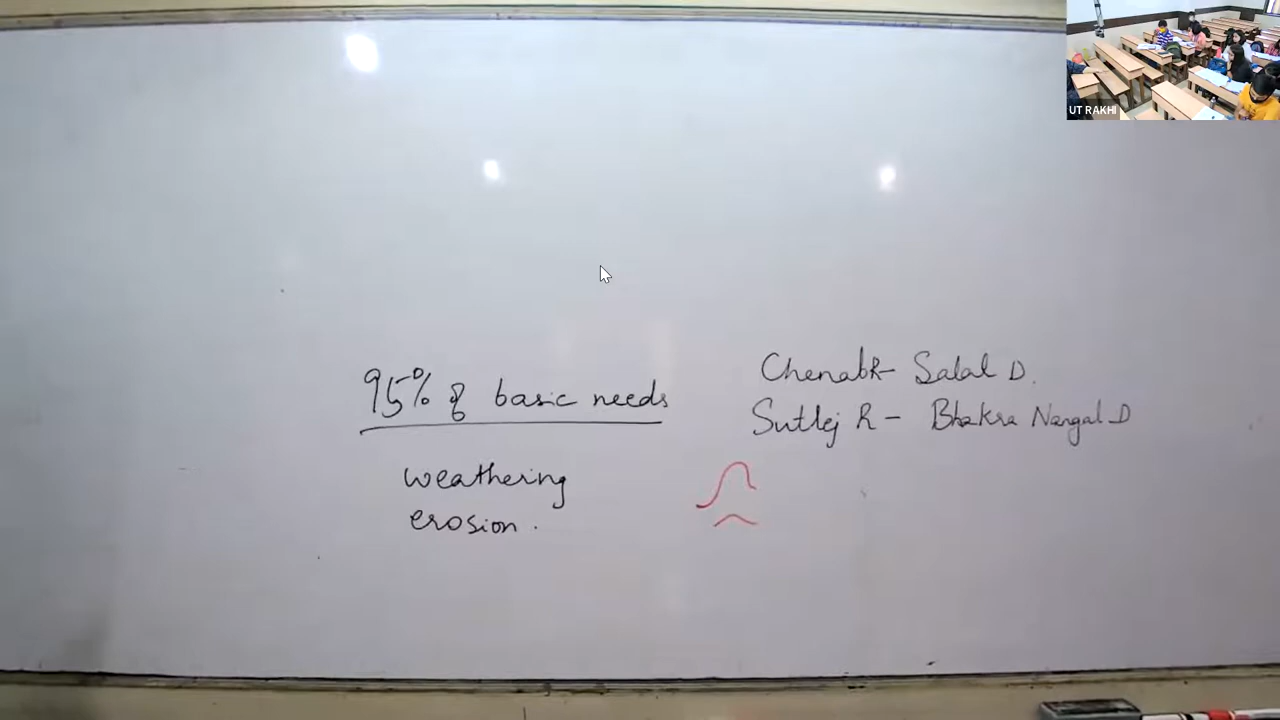 UT RAKHI
95% of basic needs
weathering
erosion.
Chenab R- Salal D.
Sutlej R - Bhakra Nangal D